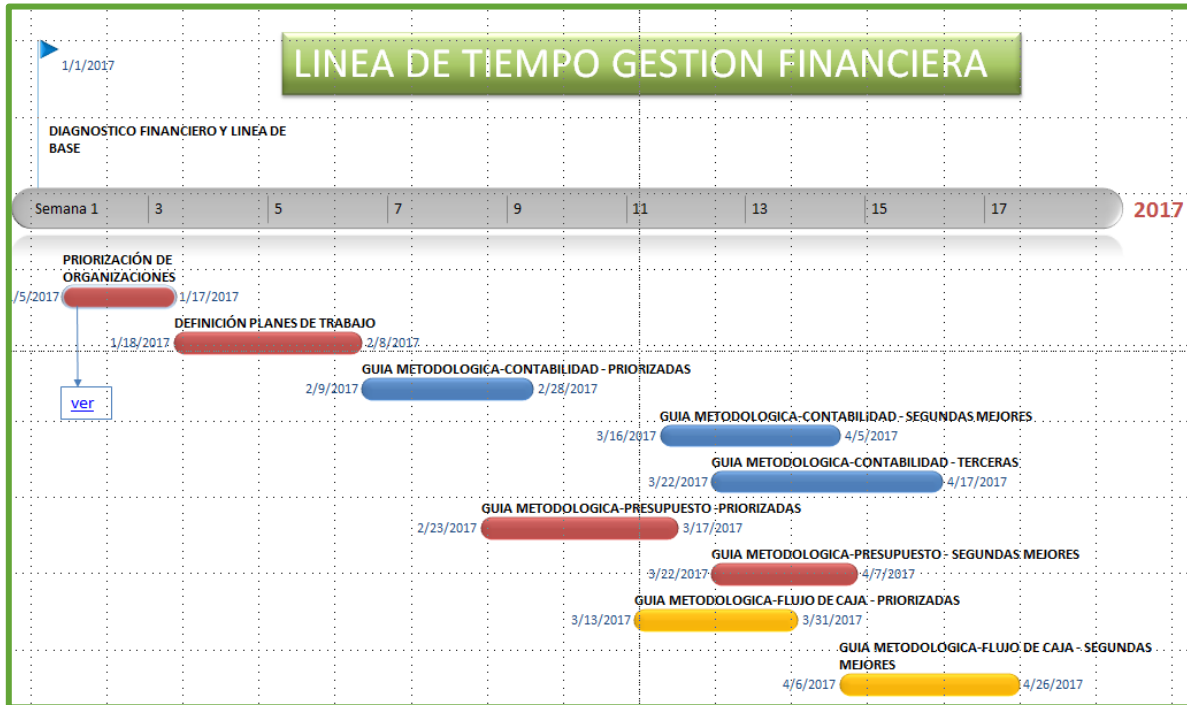 LINEA DE TIEMPO GESTION FINANCIERA
1/1/2017
DIAGNOSTICO FINANCIERO Y LINEA DE
BASE
Semana 1 3 5 7 9 11 13 15 17 2017
PRIORIZACIÓN DE
ORGANIZACIONES
/5/2017 1/17/2017
DEFINICIÓN PLANES DE TRABAJO
1/18/2017 2/8/2017
GUIA METODOLOGICA-CONTABILIDAD - PRIORIZADAS
2/9/2017 2/28/2017
ver
GUIA METODOLOGICA-CONTABILIDAD - SEGUNDAS MEJORES
3/16/2017 4/5/2017
GUIA METODOLOGICA-CONTABILIDAD - TERCERAS
3/22/2017 4/17/2017
GUIA METODOLOGICA-PRESUPUESTO -PRIORIZADAS
2/23/2017 3/17/2017
GUIA METODOLOGICA-PRESUPUESTO - SEGUNDAS MEJORES
3/22/2017 4/7/2017
GUIA METODOLOGICA-FLUJO DE CAJA - PRIORIZADAS
3/13/2017 3/31/2017
GUIA METODOLOGICA-FLUJO DE CAJA - SEGUNDAS
MEJORES
4/6/2017 4/26/2017